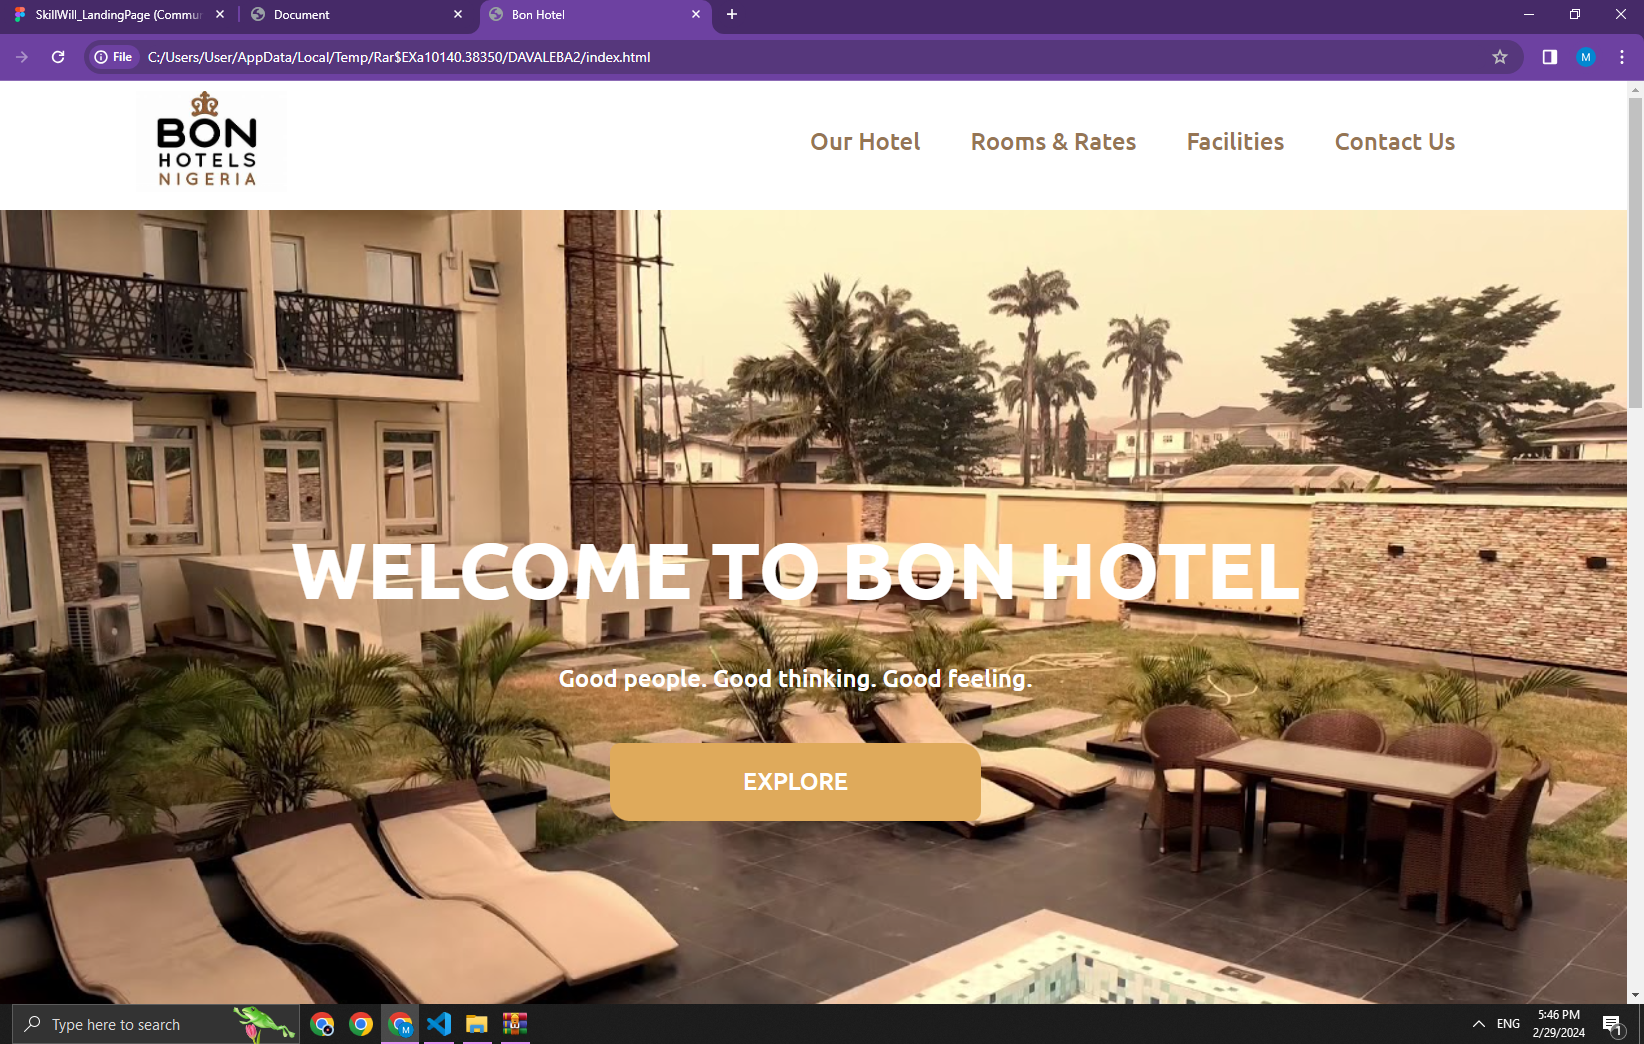 SkillWill_LandingPage (Commun
Document
Bon Hotel
File
C:/Users/User/AppData/Local/Temp/Rar$EXa10140.38350/DAVALEBA2/index.html
M
BON
HOTELS
NIGERIA
Our Hotel
Rooms & Rates
Facilities
Contact Us
WELCOME TO BON HOTEL
Good people. Good thinking. Good feeling.
EXPLORE
Type here to search
M
ENG
5:46 PM
2/29/2024
1